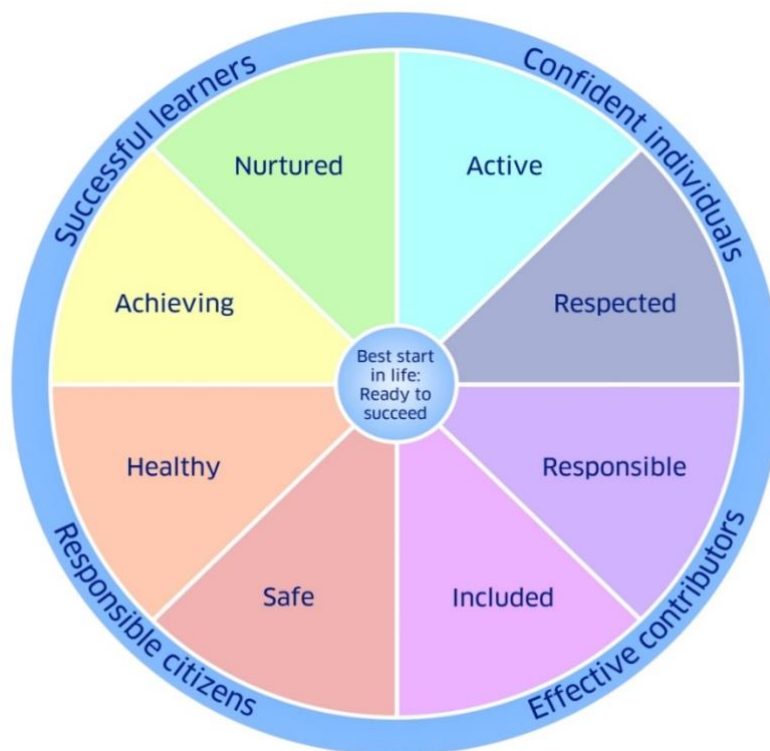 Successful learners
Confident individuals
Nurtured
Active
Achieving
Respected
Best start
in life:
Ready to
succeed
Healthy
Responsible
Safe
Included
Responsible citizens
Effective contributors